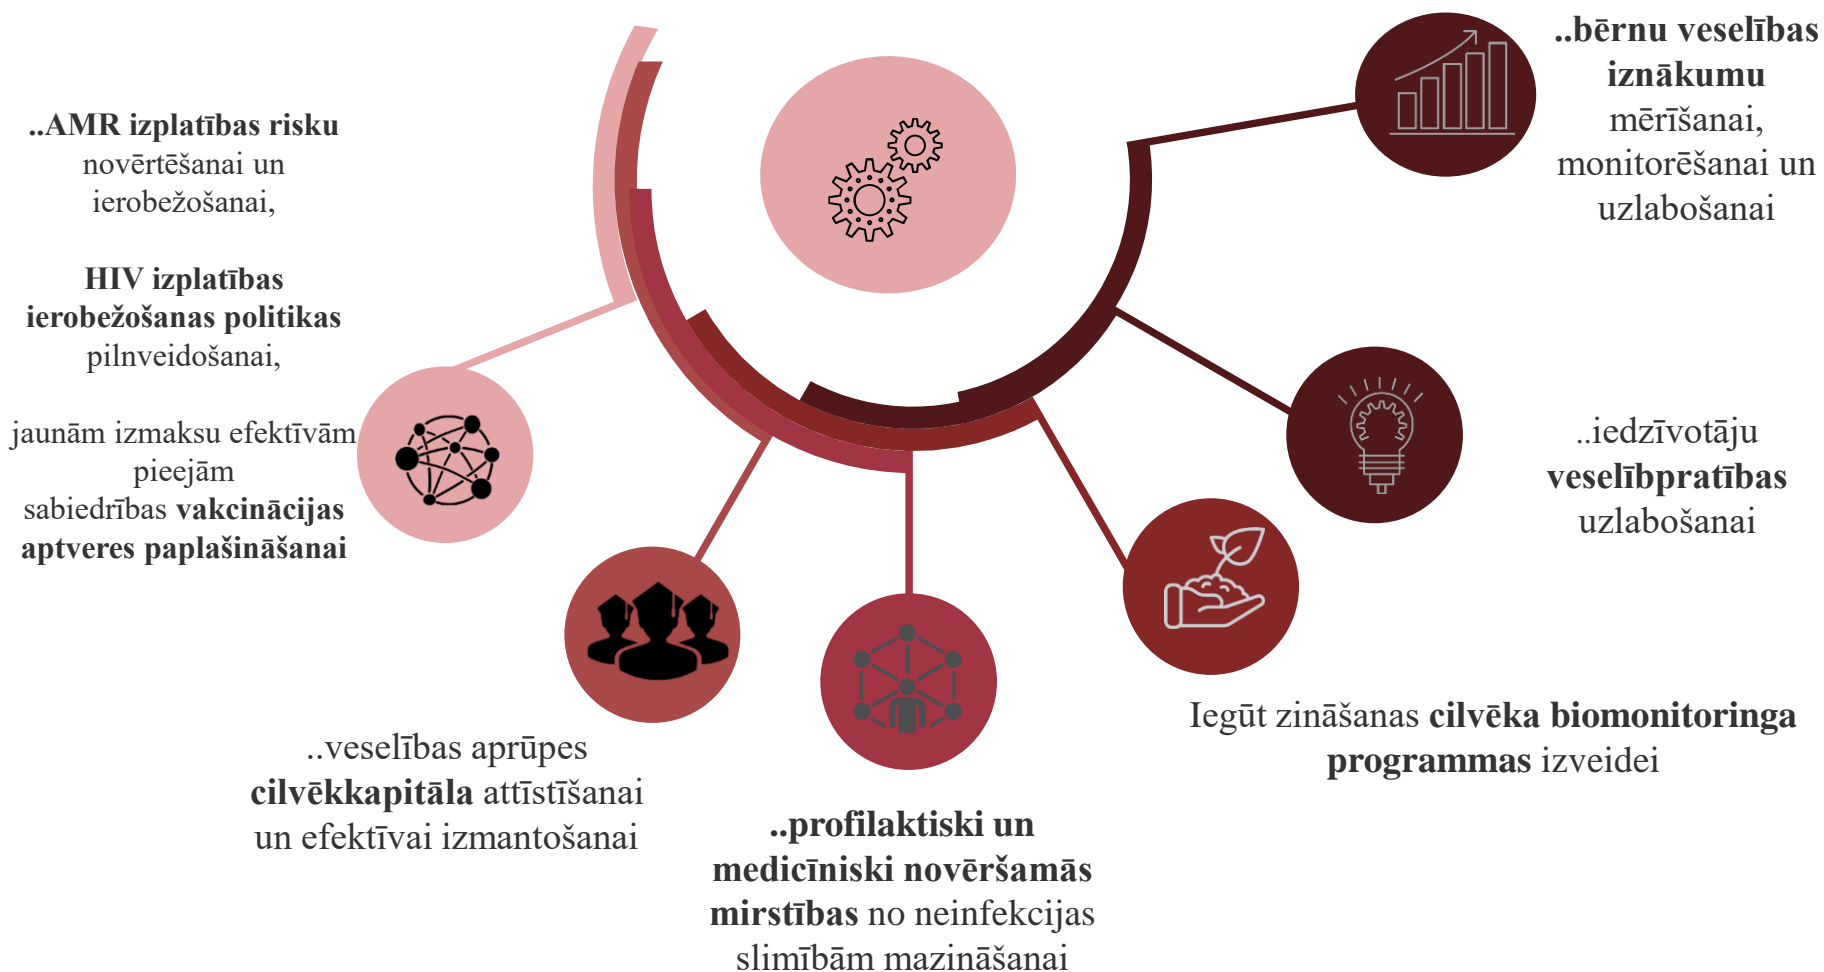 ..AMR izplatības risku
novērtēšanai un
ierobežošanai,
HIV izplatības
ierobežošanas politikas
pilnveidošanai,
jaunām izmaksu efektīvām
pieejām
sabiedrības vakcinācijas
aptveres paplašināšanai
..veselības aprūpes
cilvēkkapitāla attīstīšanai
un efektīvai izmantošanai
..profilaktiski un
medicīniski novēršamās
mirstības no neinfekcijas
slimībām mazināšanai
Iegūt zināšanas cilvēka biomonitoringa
programmas izveidei
..iedzīvotāju
veselībpratības
uzlabošanai
..bērnu veselības
iznākumu
mērīšanai,
monitorēšanai un
uzlabošanai